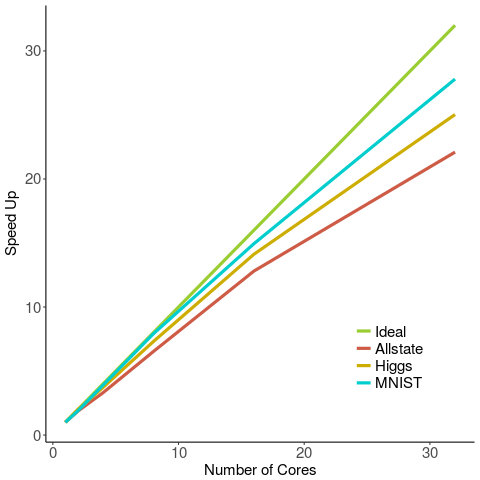 30
20
10
0
Speed Up
0 10 20 30
Number of Cores
Ideal
Allstate
Higgs
MNIST